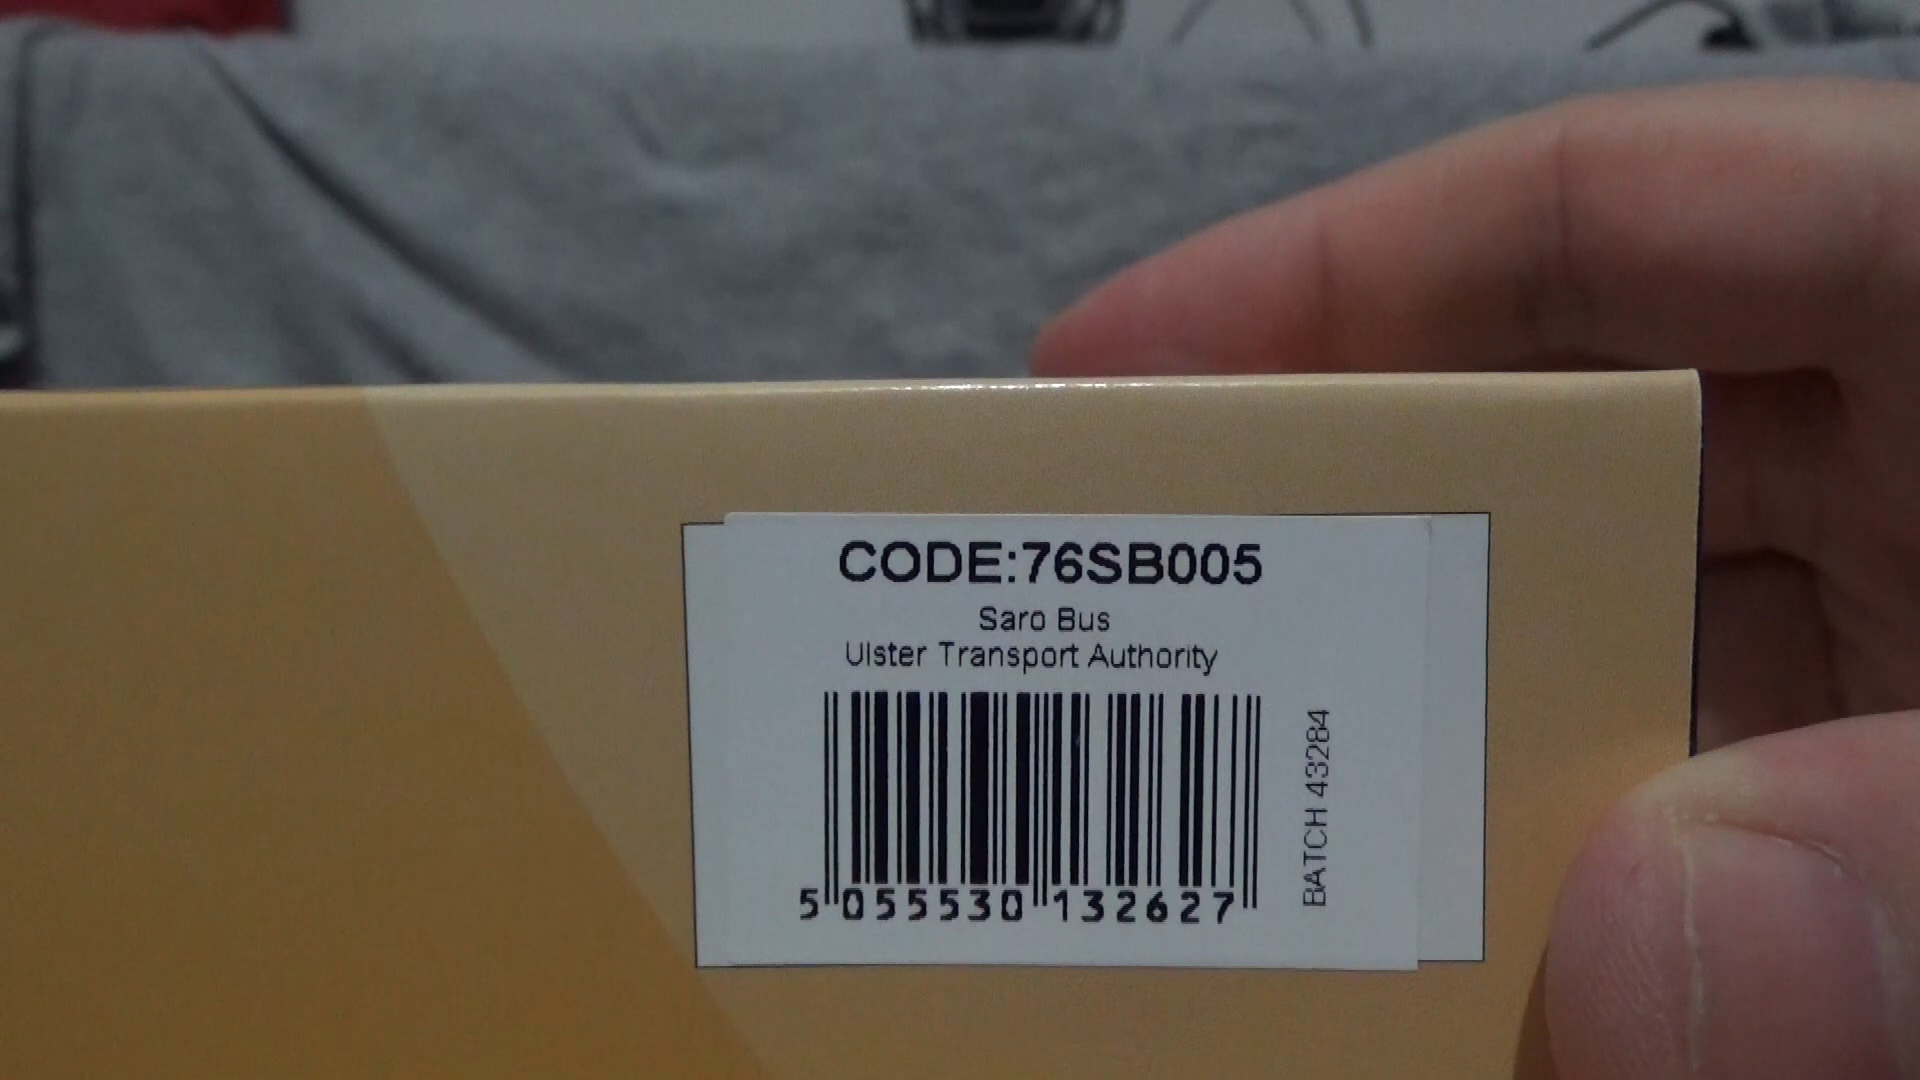 CODE:76SB005
Saro Bus
Ulster Transport Authority
5 055530 132627
BATCH 43284